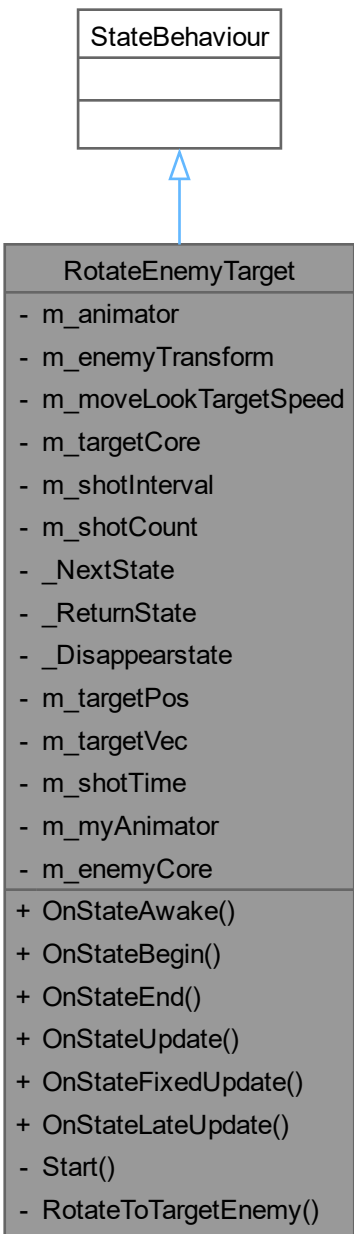 StateBehaviour
RotateEnemyTarget
- m_animator
- m_enemyTransform
- m_moveLookTargetSpeed
- m_targetCore
- m_shotInterval
- m_shotCount
- _NextState
- _ReturnState
- _Disappearstate
- m_targetPos
- m_targetVec
- m_shotTime
- m_myAnimator
- m_enemyCore
+ OnStateAwake()
+ OnStateBegin()
+ OnStateEnd()
+ OnStateUpdate()
+ OnStateFixedUpdate()
+ OnStateLateUpdate()
- Start()
- RotateToTargetEnemy()